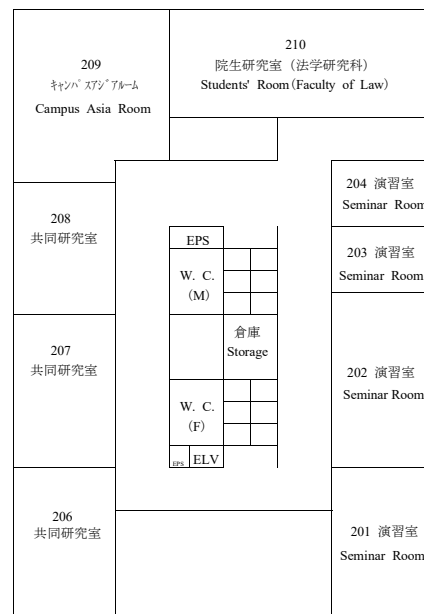 209
ｷｬﾝﾊﾟｽｱｼﾞｱﾙｰﾑ
Campus Asia Room
210
院生研究室（法学研究科）
Students' Room(Faculty of Law)
204 演習室
Seminar Room
208
共同研究室
EPS
W. C.
(M)
203 演習室
Seminar Room
倉庫
Storage
207
共同研究室
202 演習室
Seminar Room
W. C.
(F)
EPS ELV
206
共同研究室
201 演習室
Seminar Room